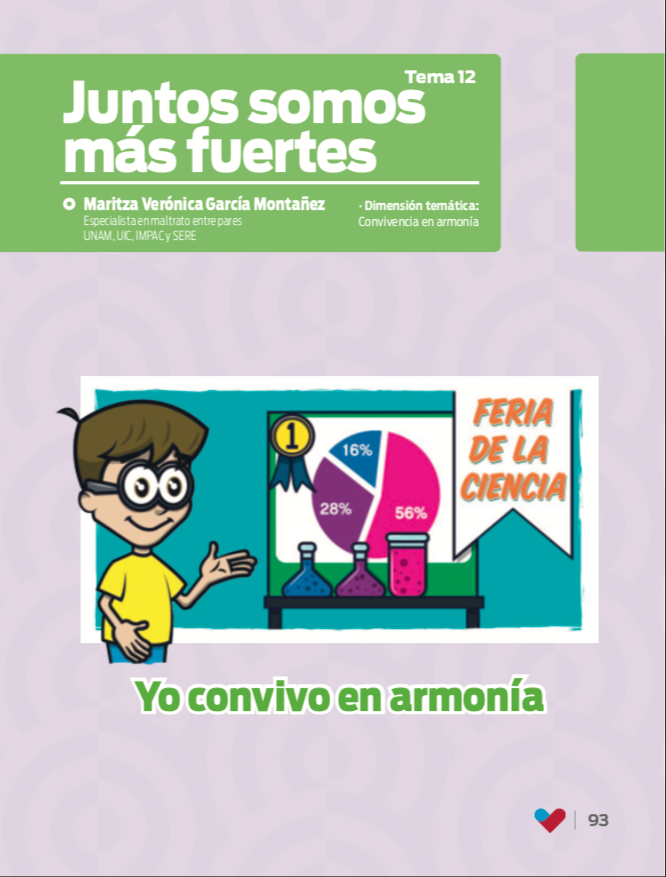 Tema 12
Juntos somos
más fuertes
Maritza Verónica García Montañez
Especialista en maltrato entre pares
UNAM, UIC, IMPAC y SERE
· Dimensión temática:
Convivencia en armonía
1
16%
28%
56%
FERIA
DE LA
CIENCIA
Yo convivo en armonía
93